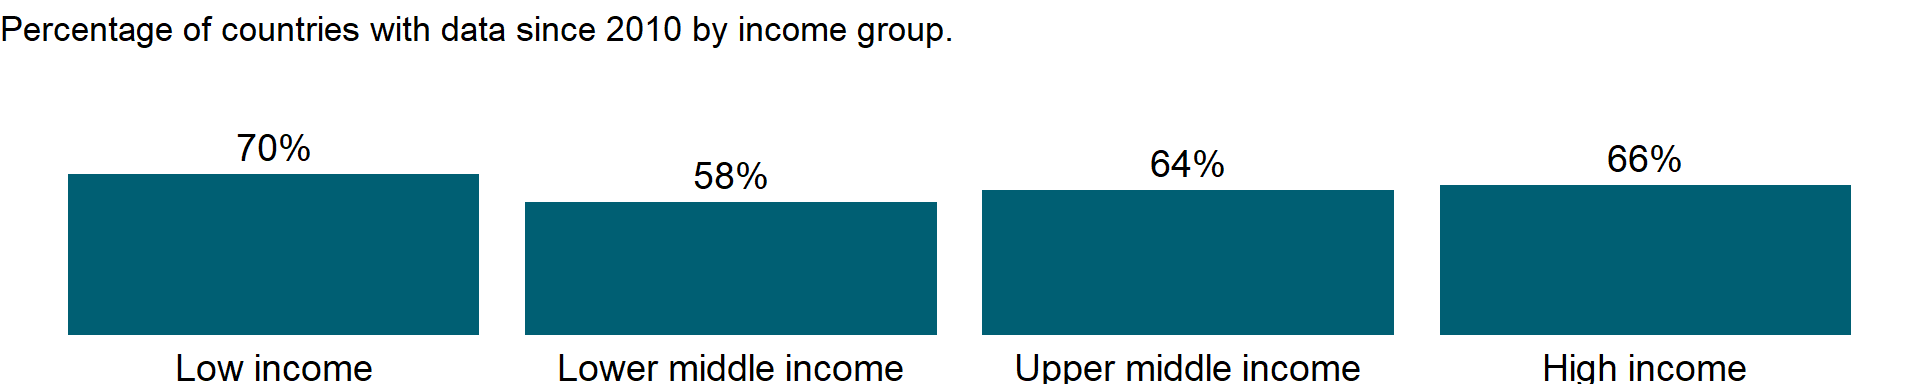 Percentage of countries with data since 2010 by income group.
70%
58%
64%
66%
Low income
Lower middle income
Upper middle income
High income